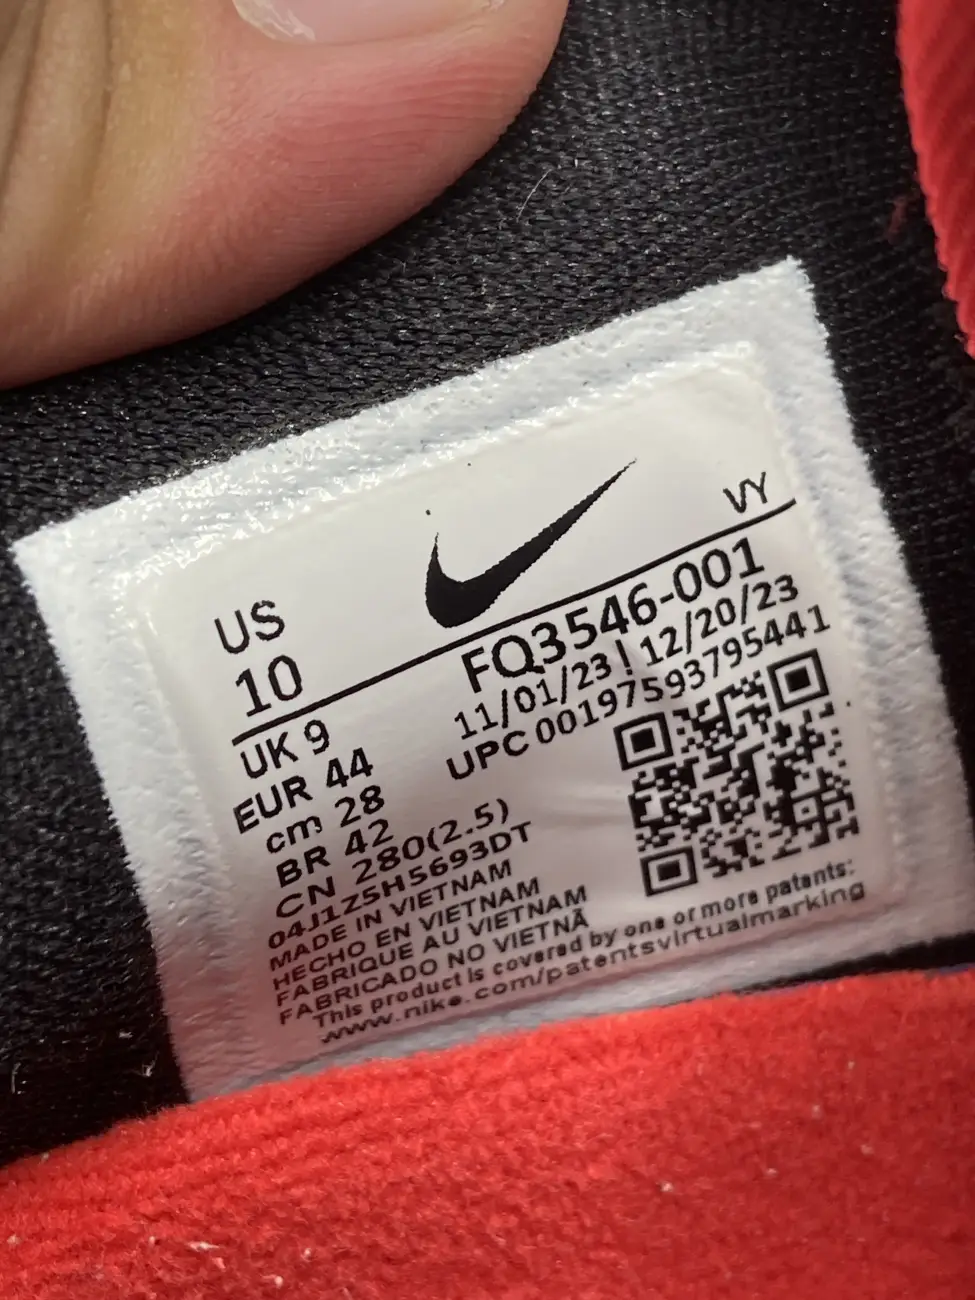 VY
US
10
FQ3546-001
11/01/23 ! 12/20/23
UPC 00197593795441
UK 9
EUR 44
cm 28
BR 42
CN 280(2.5)
04J1Z5H5693DT
MADE IN VIETNAM
HECHO EN VIETNAM
FABRIQUE AU VIETNAM
FABRICADO NO VIETNÃ
This product is covered by one or more patents:
www.nike.com/patentsvirtualmarking